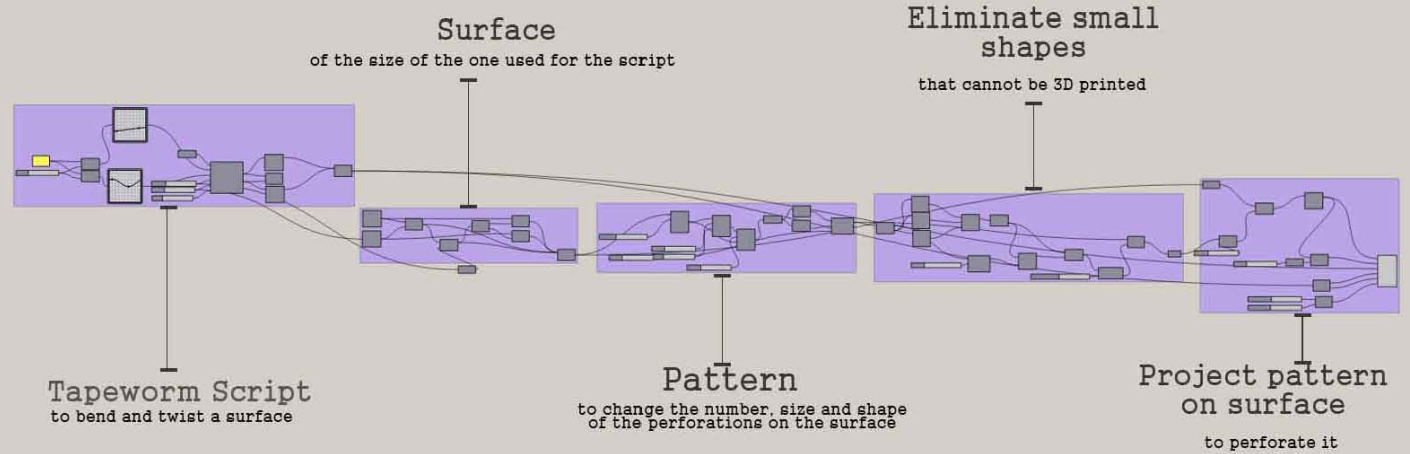 Surface
of the size of the one used for the script
Eliminate small
shapes
that cannot be 3D printed
Tapeworm Script
to bend and twist a surface
Pattern
to change the number, size and shape
of the perforations on the surface
Project pattern
on surface
to perforate it